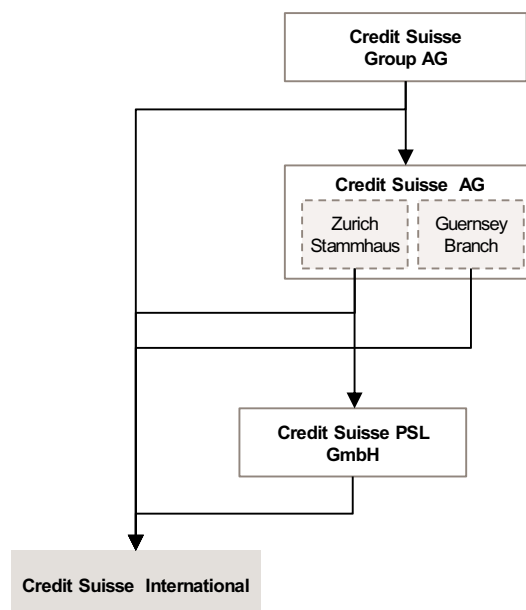 Credit Suisse
Group AG
Credit Suisse AG
Zurich
Stammhaus
Guernsey
Branch
Credit Suisse PSL
GmbH
Credit Suisse International